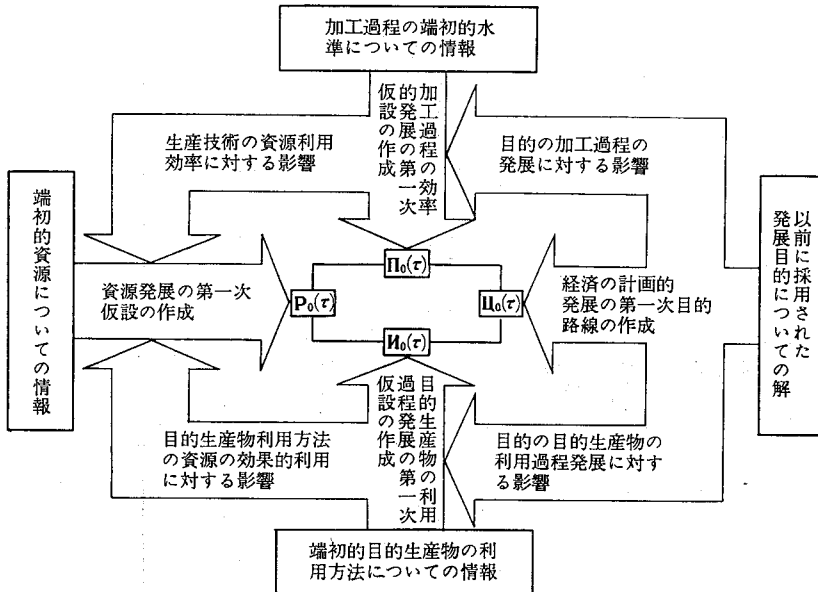 加工過程の端初的水
準についての情報
加工過程の効率
的発展の第一次
仮設の作成
生産技術の資源利用
効率に対する影響
目的の加工過程の
発展に対する影響
端初的資源についての情報
以前に採用された
発展目的についての解
資源発展の第一次
仮設の作成
П₀(τ)
Р₀(τ)
Ц₀(τ)
И₀(τ)
経済の計画的
発展の第一次目的
路線の作成
目的生産物の利用
過程発展の第一次
仮設の作成
目的生産物利用方法
の資源の効果的利用
に対する影響
目的の目的生産物の
利用過程発展に対す
る影響
端初的目的生産物の利
用方法についての情報